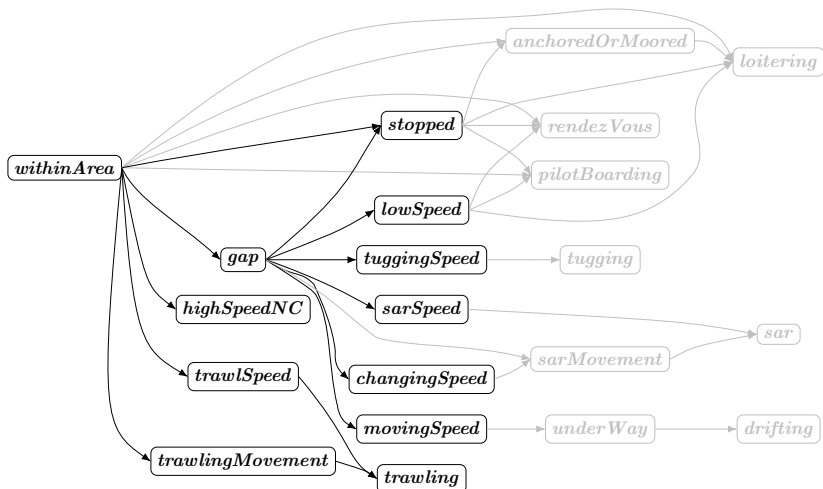 anchoredOrMoored
loitering
stopped
rendezVous
withinArea
pilotBoarding
lowSpeed
gap
tuggingSpeed
tugging
highSpeedNC
sarSpeed
sar
sarMovement
trawlSpeed
changingSpeed
movingSpeed
underWay
drifting
trawlingMovement
trawling